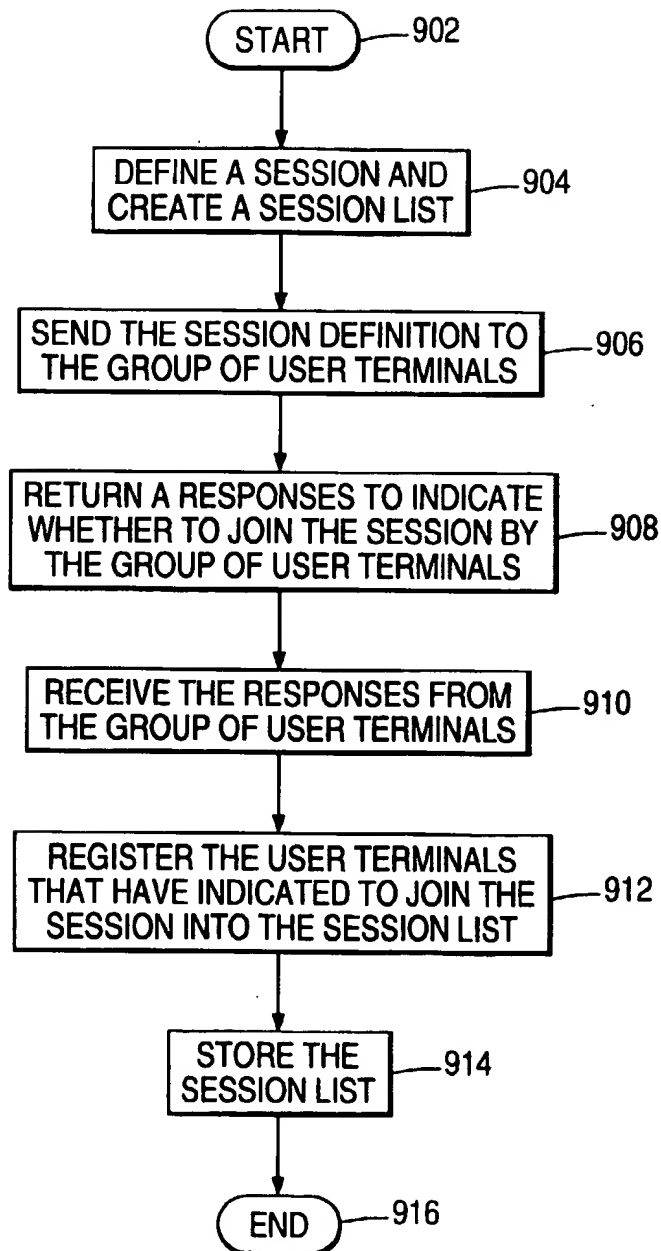 START
902
DEFINE A SESSION AND
CREATE A SESSION LIST
904
SEND THE SESSION DEFINITION TO
THE GROUP OF USER TERMINALS
906
RETURN A RESPONSES TO INDICATE
WHETHER TO JOIN THE SESSION BY
THE GROUP OF USER TERMINALS
908
RECEIVE THE RESPONSES FROM
THE GROUP OF USER TERMINALS
910
REGISTER THE USER TERMINALS
THAT HAVE INDICATED TO JOIN THE
SESSION INTO THE SESSION LIST
912
STORE THE
SESSION LIST
914
END
916